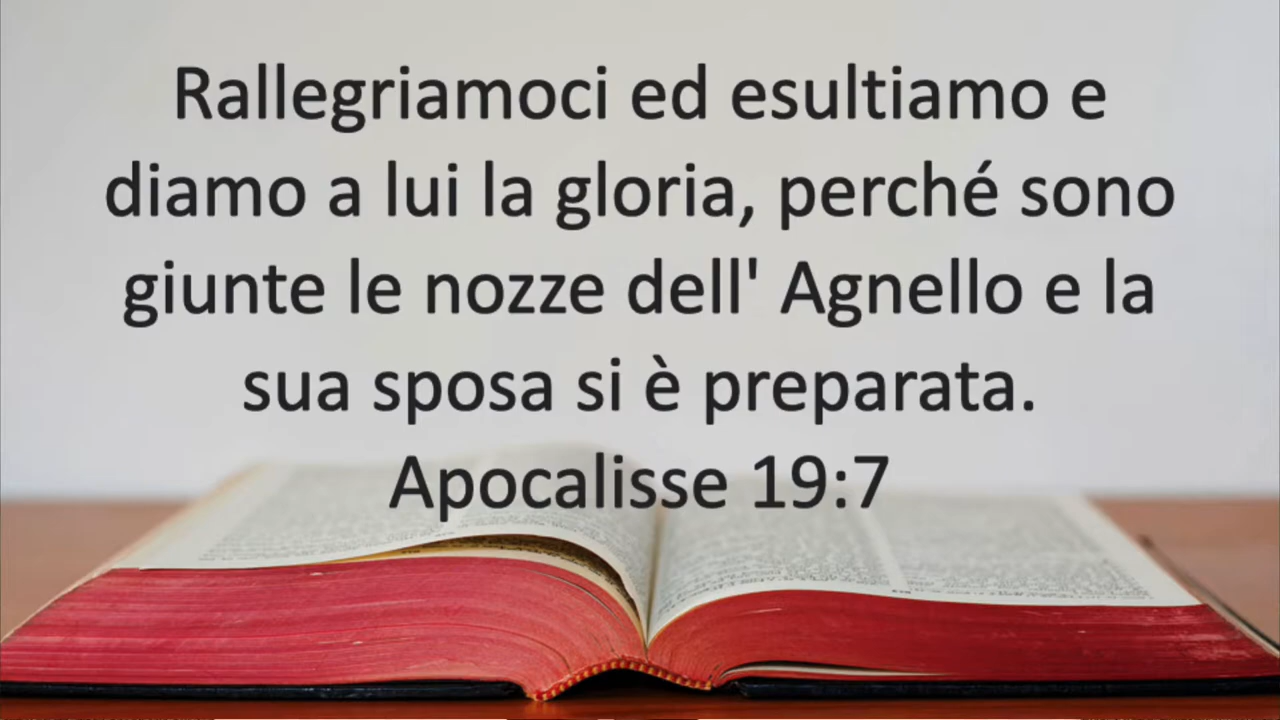 Rallegriamoci ed esultiamo e
diamo a lui la gloria, perché sono
giunte le nozze dell' Agnello e la
sua sposa si è preparata.
Apocalisse 19:7